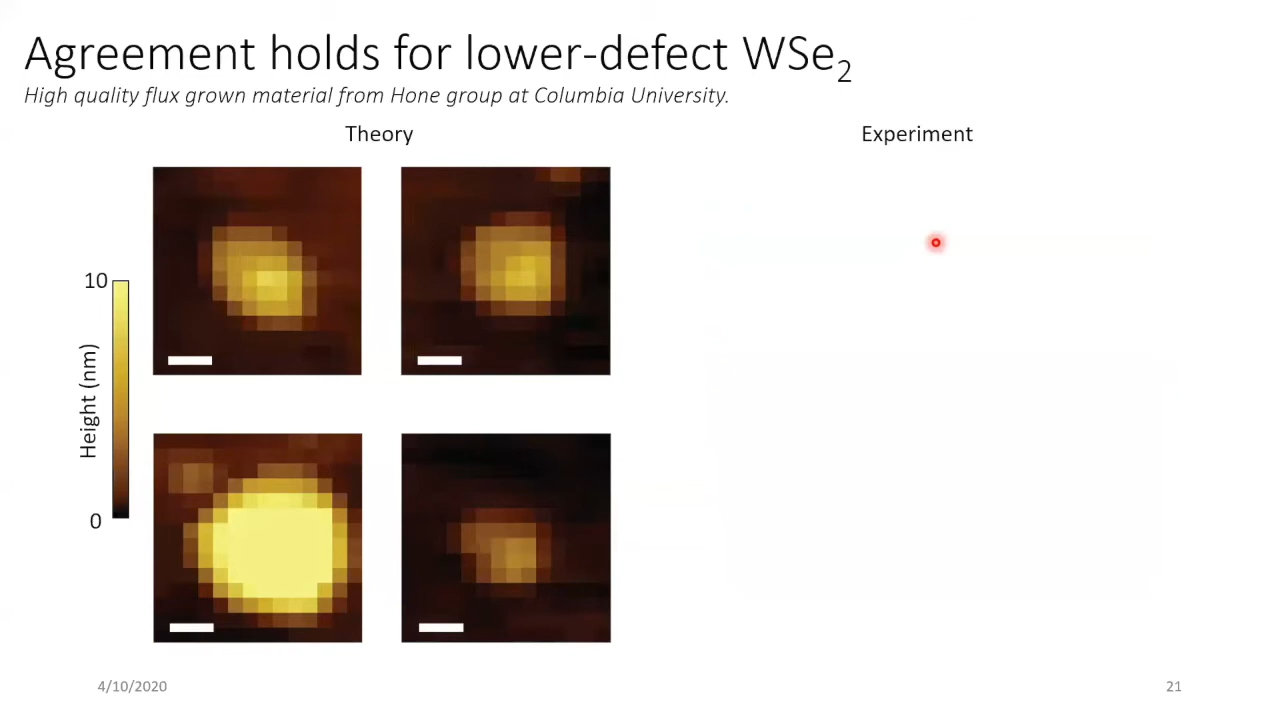 Agreement holds for lower-defect WSe₂
High quality flux grown material from Hone group at Columbia University.
Theory
Experiment
10
Height (nm)
0
4/10/2020
21